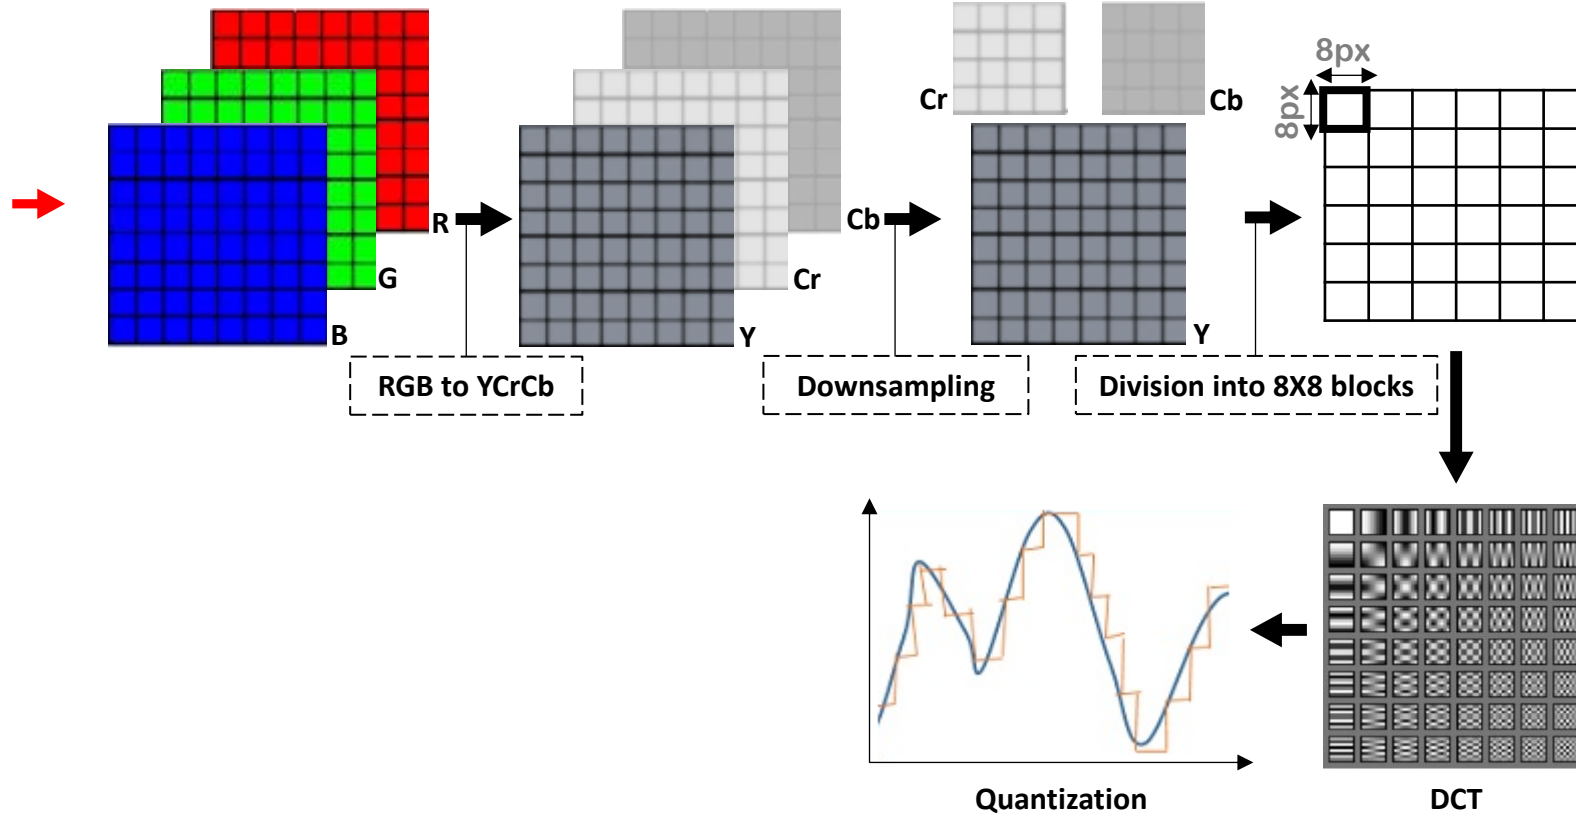 8px
8px
Cr
Cb
R
G
B
Cb
Cr
Y
Y
RGB to YCrCb
Downsampling
Division into 8X8 blocks
Quantization
DCT